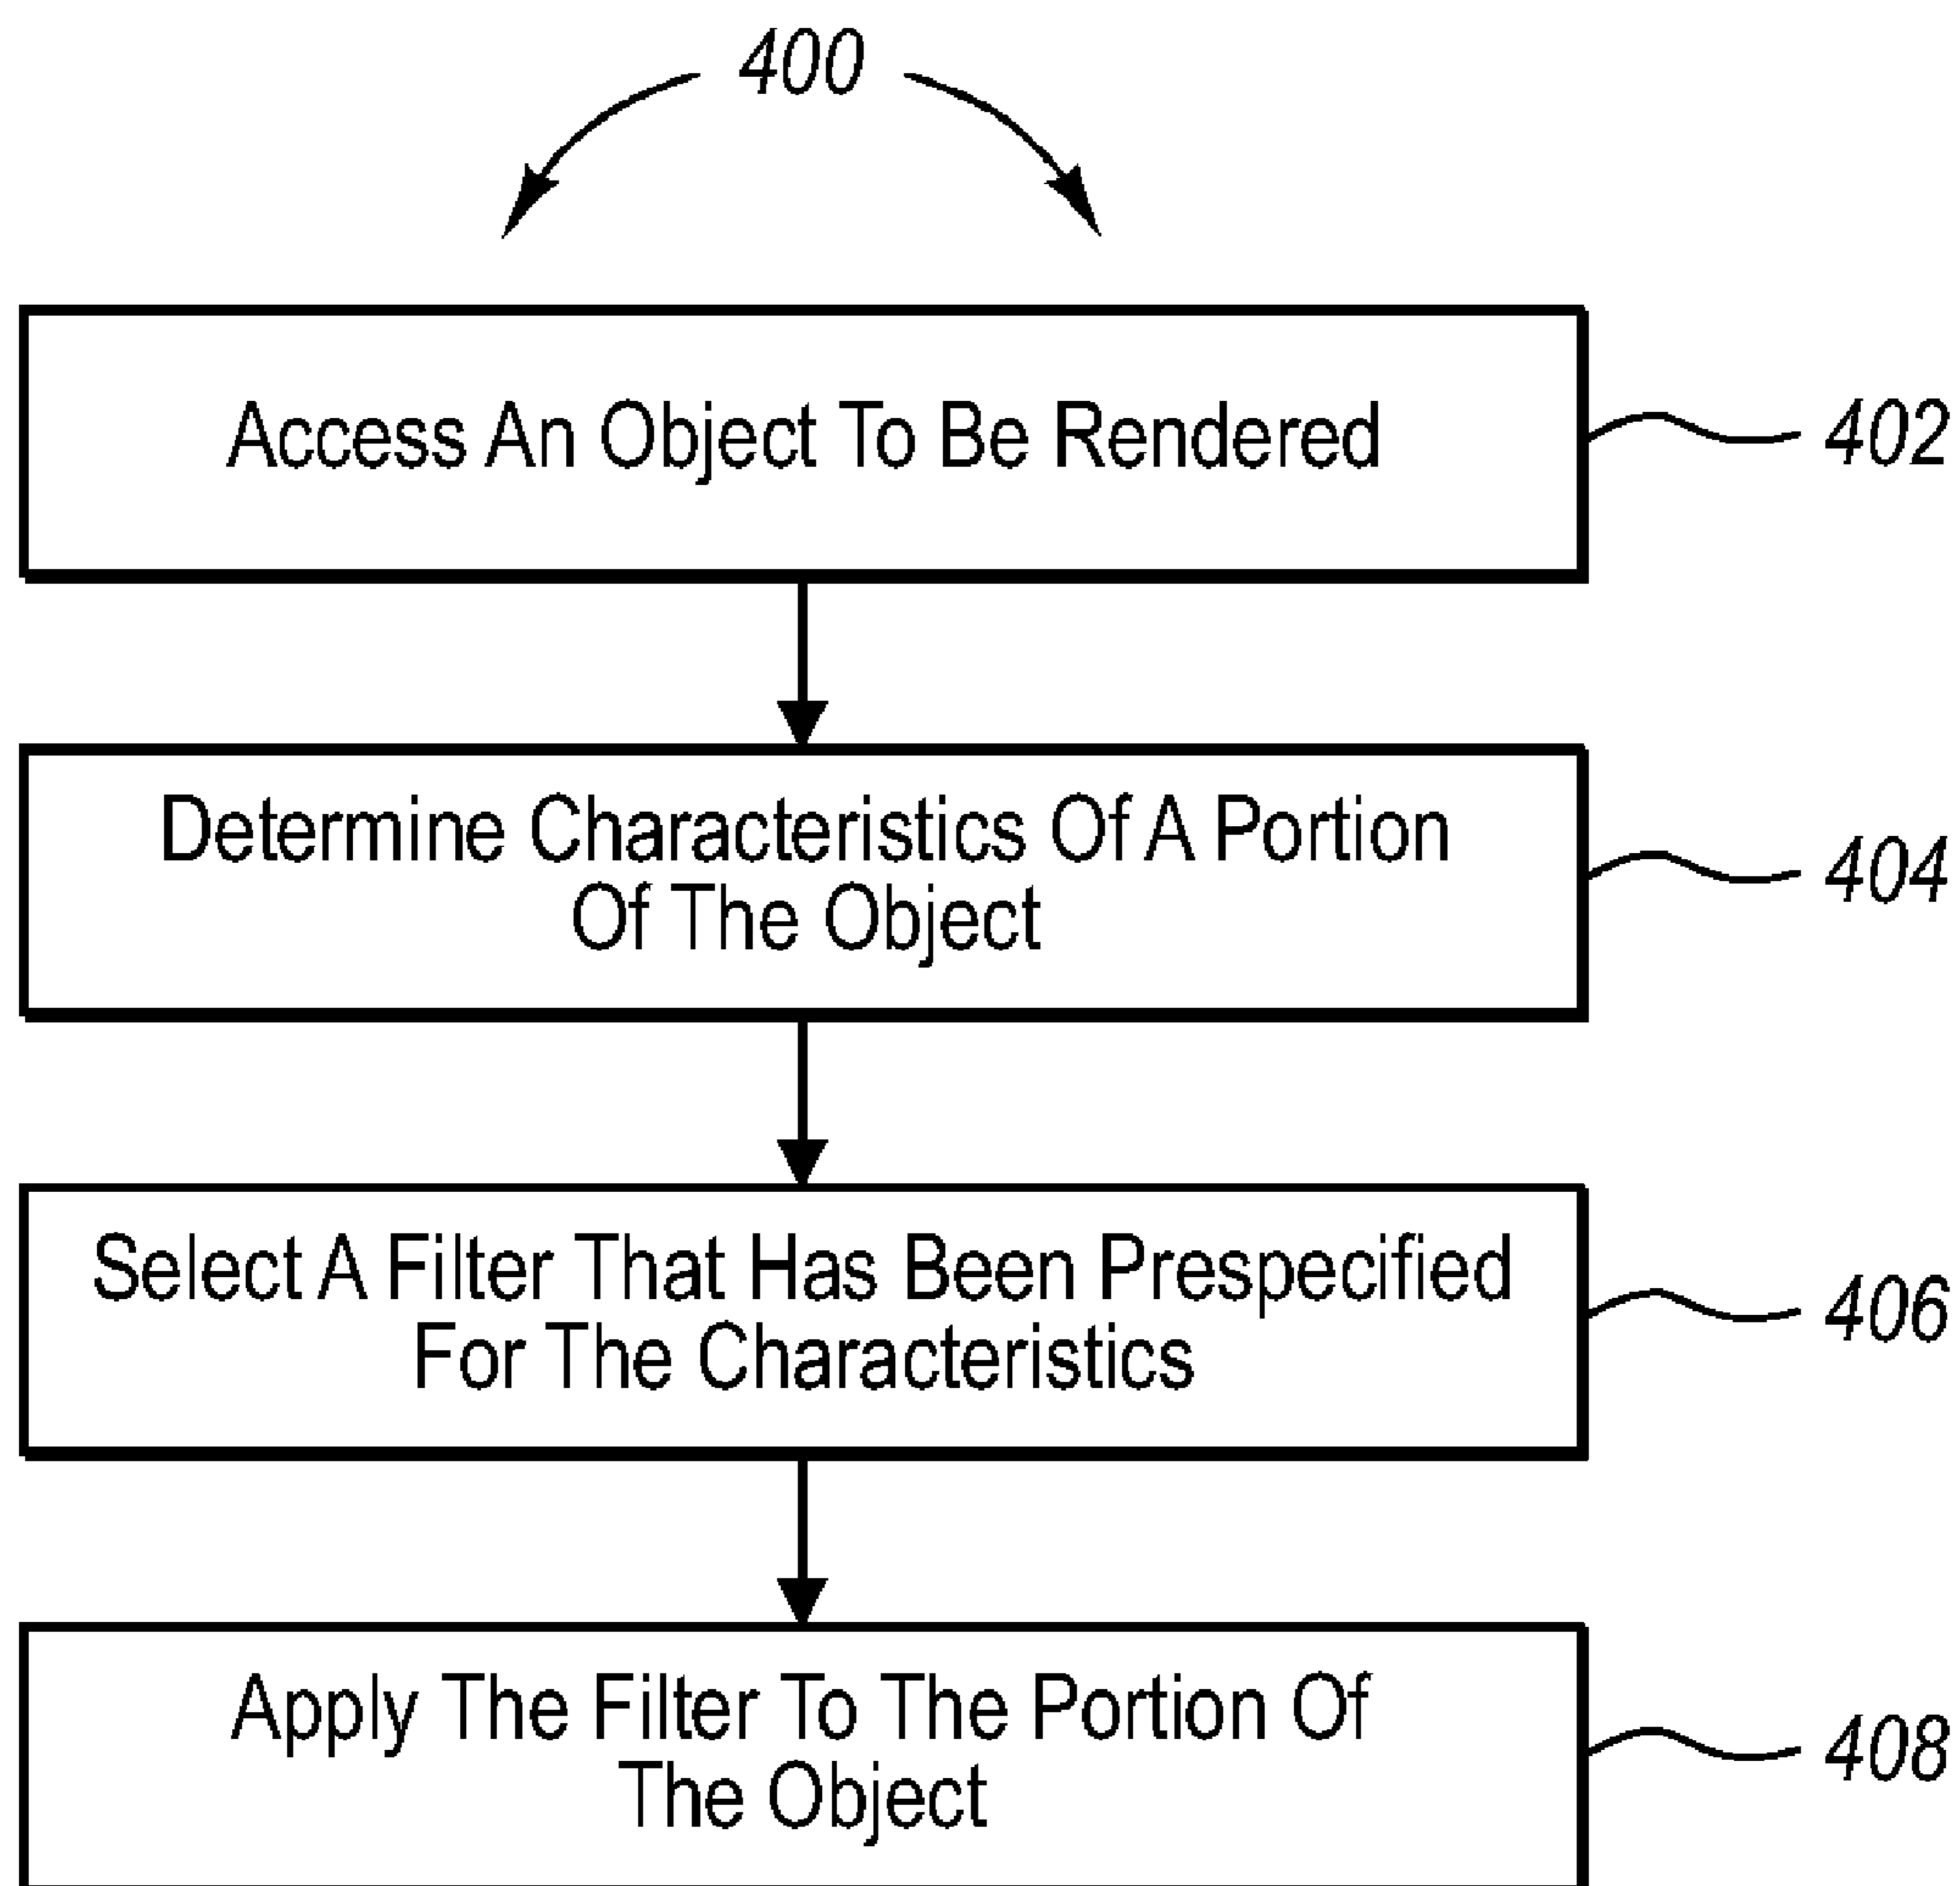 400
Access An Object To Be Rendered
402
Determine Characteristics Of A Portion
Of The Object
404
Select A Filter That Has Been Prespecified
For The Characteristics
406
Apply The Filter To The Portion Of
The Object
408